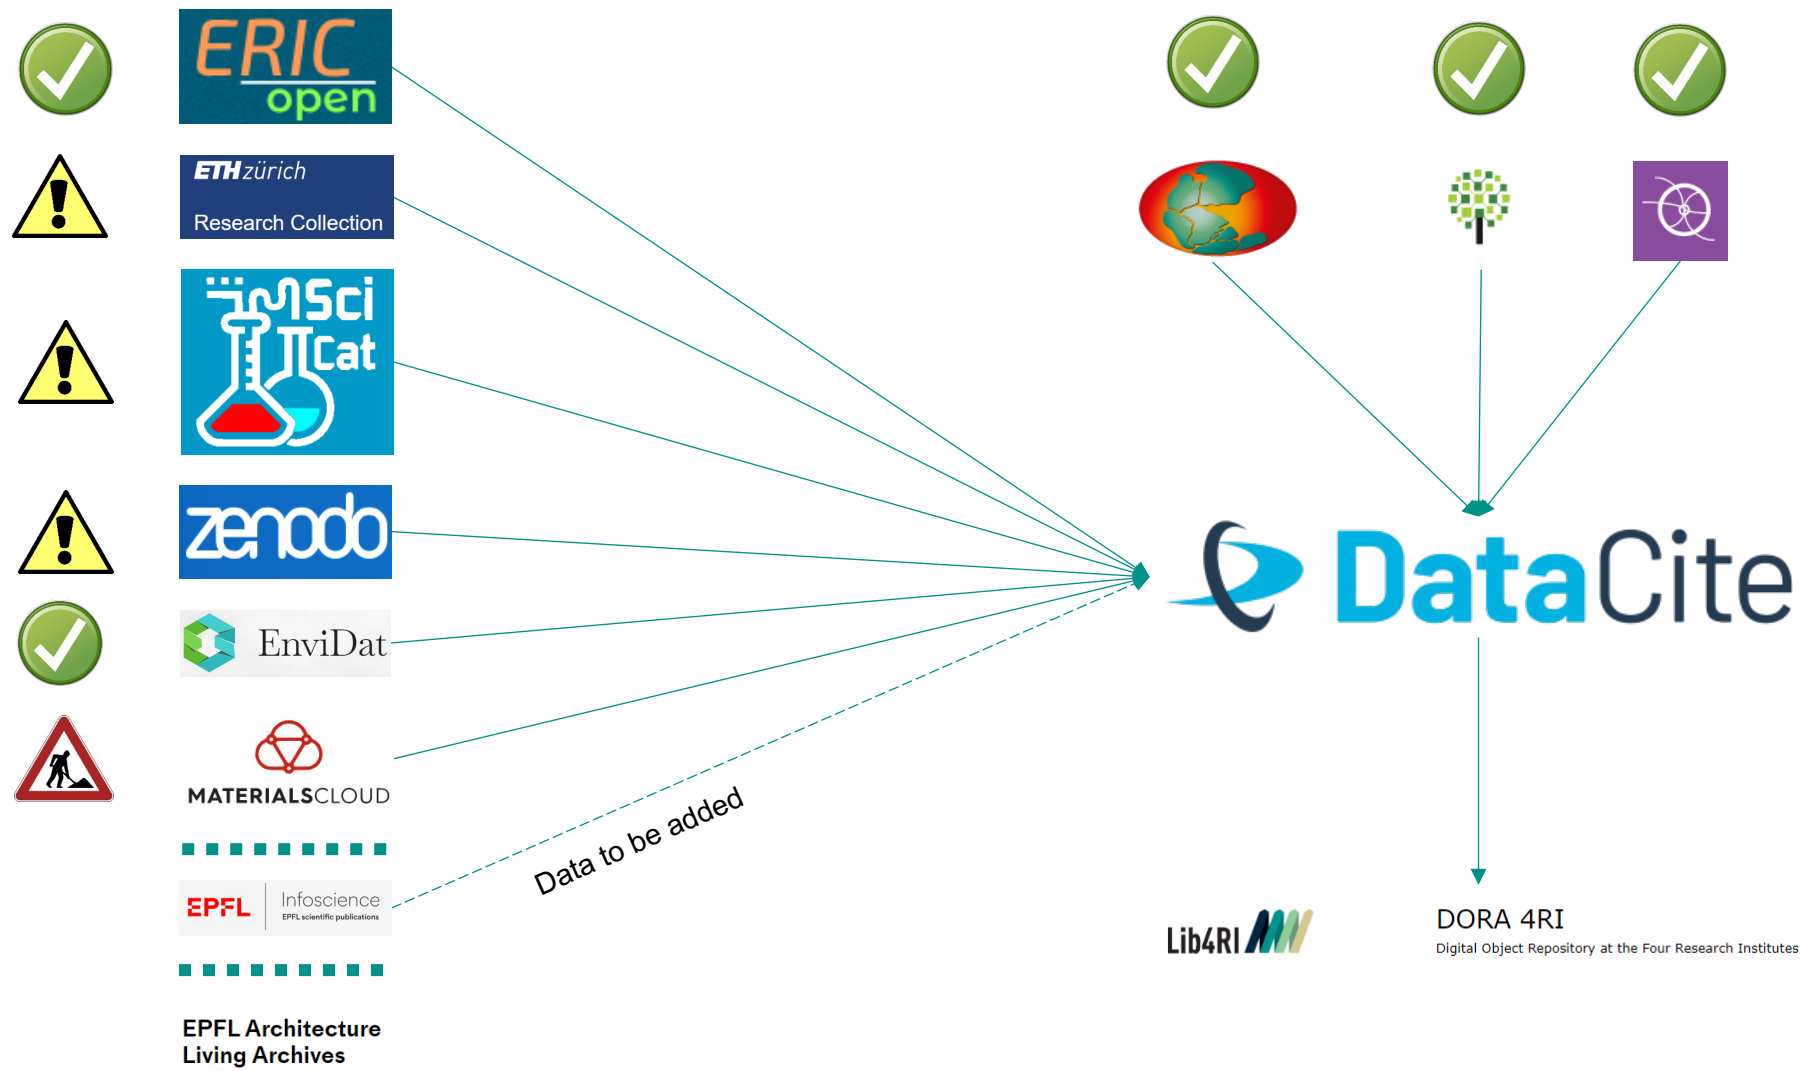 ERIC
open
ETH zürich
Research Collection
Sci
Cat
zenodo
EnviDat
MATERIALSCLOUD
Data to be added
EPFL
Infoscience
EPFL scientific publications
EPFL Architecture
Living Archives
DataCite
Lib4RI
DORA 4RI
Digital Object Repository at the Four Research Institutes